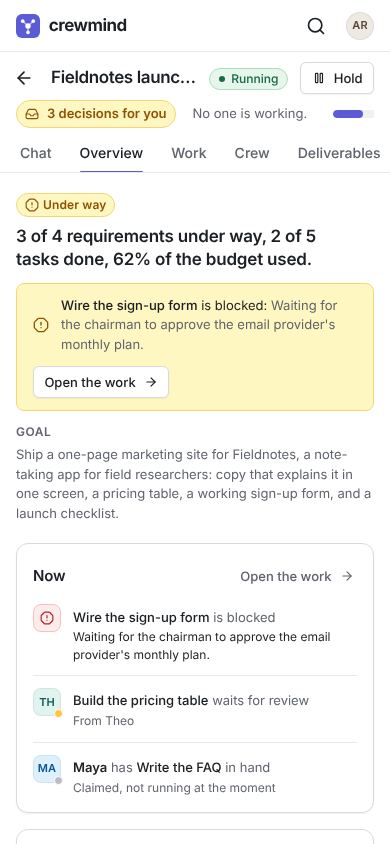 crewmind
AR
Fieldnotes launc...
Running
Hold
3 decisions for you
No one is working.
Chat
Overview
Work
Crew
Deliverables
Under way
3 of 4 requirements under way, 2 of 5
tasks done, 62% of the budget used.
Wire the sign-up form is blocked: Waiting for
the chairman to approve the email provider's
monthly plan.
Open the work
GOAL
Ship a one-page marketing site for Fieldnotes, a note-
taking app for field researchers: copy that explains it in
one screen, a pricing table, a working sign-up form, and a
launch checklist.
Now
Open the work
Wire the sign-up form is blocked
Waiting for the chairman to approve the email
provider's monthly plan.
TH
Build the pricing table waits for review
From Theo
MA
Maya has Write the FAQ in hand
Claimed, not running at the moment